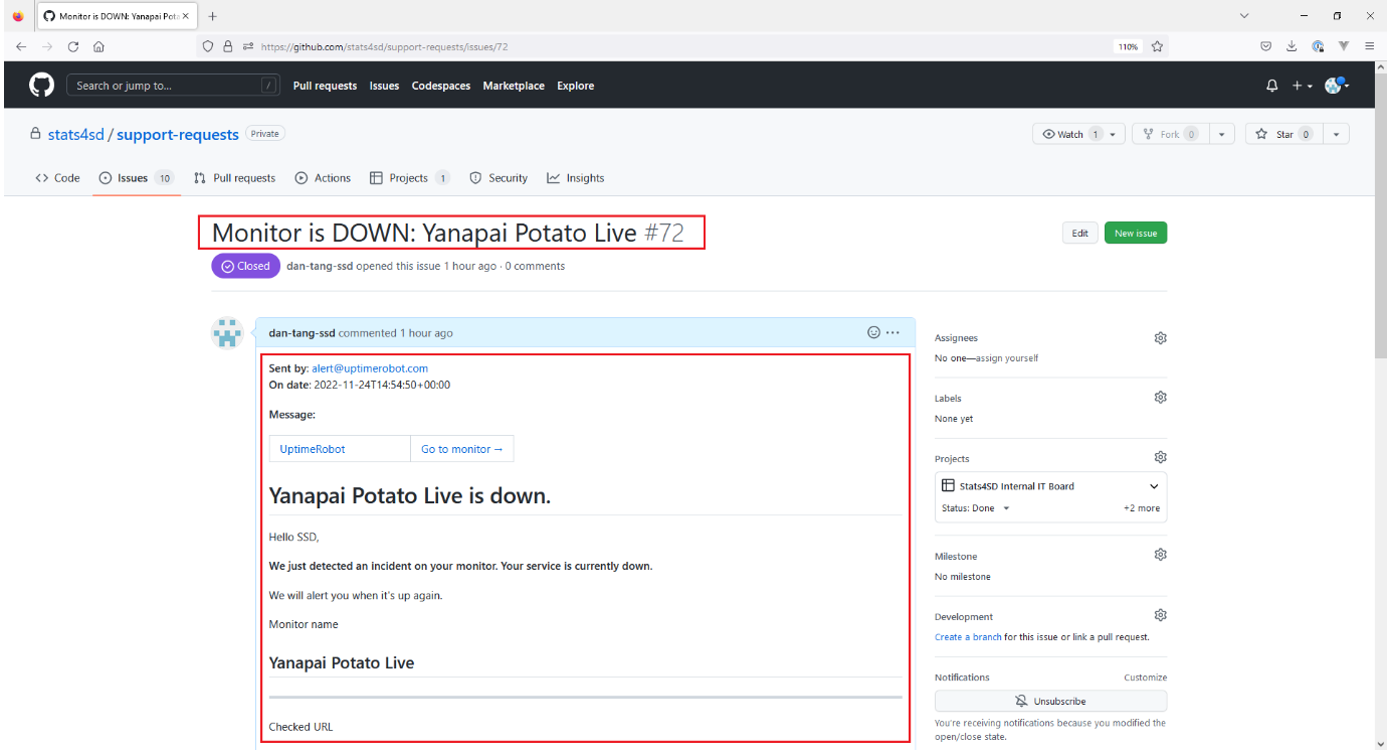 Monitor is DOWN: Yanapai Pota
https://github.com/stats4sd/support-requests/issues/72
110%
Search or jump to...
/
Pull requests Issues Codespaces Marketplace Explore
stats4sd / support-requests Private
Watch 1 Fork 0 Star 0
Code Issues 10 Pull requests Actions Projects 1 Security Insights
Monitor is DOWN: Yanapai Potato Live #72
Edit New issue
Closed dan-tang-ssd opened this issue 1 hour ago · 0 comments
dan-tang-ssd commented 1 hour ago
Sent by: alert@uptimerobot.com
On date: 2022-11-24T14:54:50+00:00
Message:
UptimeRobot Go to monitor →
Yanapai Potato Live is down.
Hello SSD,
We just detected an incident on your monitor. Your service is currently down.
We will alert you when it's up again.
Monitor name
Yanapai Potato Live
Checked URL
Assignees
No one—assign yourself
Labels
None yet
Projects
Stats4SD Internal IT Board
Status: Done +2 more
Milestone
No milestone
Development
Create a branch for this issue or link a pull request.
Notifications Customize
Unsubscribe
You're receiving notifications because you modified the
open/close state.